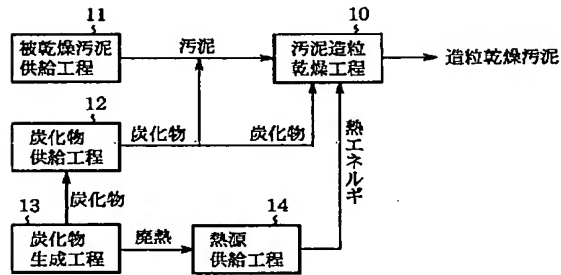 11
被乾燥汚泥
供給工程
汚泥
10
汚泥造粒
乾燥工程
造粒乾燥汚泥
12
炭化物
供給工程
炭化物
炭化物
熱エネルギ
炭化物
13
炭化物
生成工程
廃熱
14
熱源
供給工程